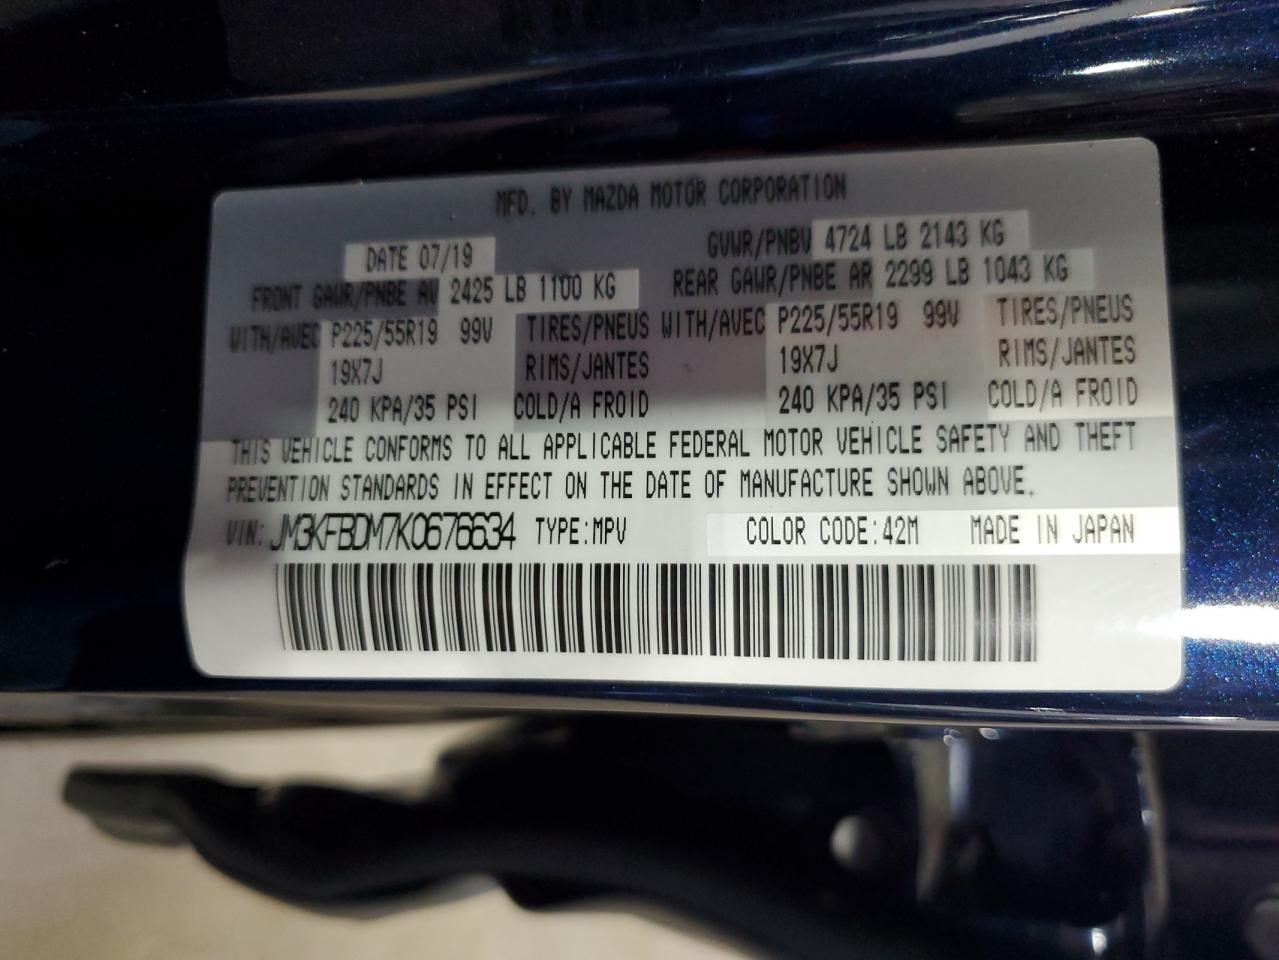 MFD. BY MAZDA MOTOR CORPORATION
DATE 07/19 GVWR/PNBV 4724 LB 2143 KG
FRONT GAWR/PNBE AV 2425 LB 1100 KG REAR GAWR/PNBE AR 2299 LB 1043 KG
WITH/AVEC P225/55R19 99V TIRES/PNEUS WITH/AVEC P225/55R19 99V TIRES/PNEUS
19X7J RIMS/JANTES 19X7J RIMS/JANTES
240 KPA/35 PSI COLD/A FROID 240 KPA/35 PSI COLD/A FROID
THIS VEHICLE CONFORMS TO ALL APPLICABLE FEDERAL MOTOR VEHICLE SAFETY AND THEFT
PREVENTION STANDARDS IN EFFECT ON THE DATE OF MANUFACTURE SHOWN ABOVE.
VIN: JM3KFBDM7K0676634 TYPE:MPV COLOR CODE:42M MADE IN JAPAN